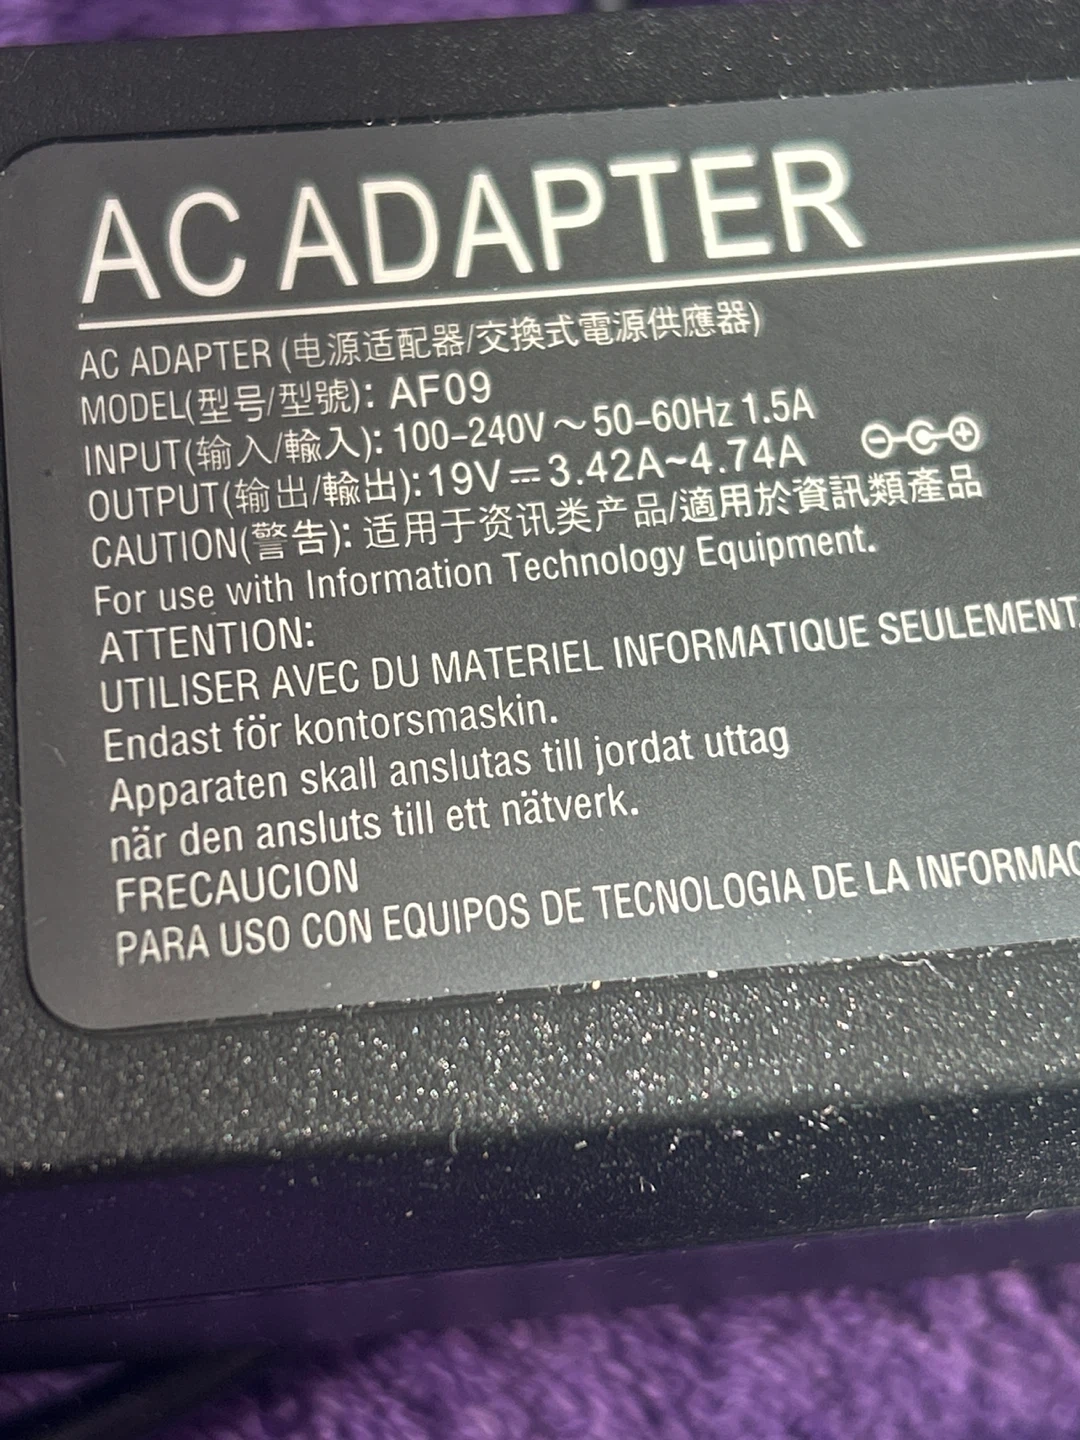 AC ADAPTER
AC ADAPTER (电源适配器/交換式電源供應器)
MODEL(型号/型號): AF09
INPUT(输入/輸入): 100-240V～50-60Hz 1.5A
OUTPUT(输出/輸出):19V⎓3.42A~4.74A
CAUTION(警告): 适用于资讯类产品/適用於資訊類產品
For use with Information Technology Equipment.
ATTENTION:
UTILISER AVEC DU MATERIEL INFORMATIQUE SEULEMENT.
Endast för kontorsmaskin.
Apparaten skall anslutas till jordat uttag
när den ansluts till ett nätverk.
FRECAUCION
PARA USO CON EQUIPOS DE TECNOLOGIA DE LA INFORMAC